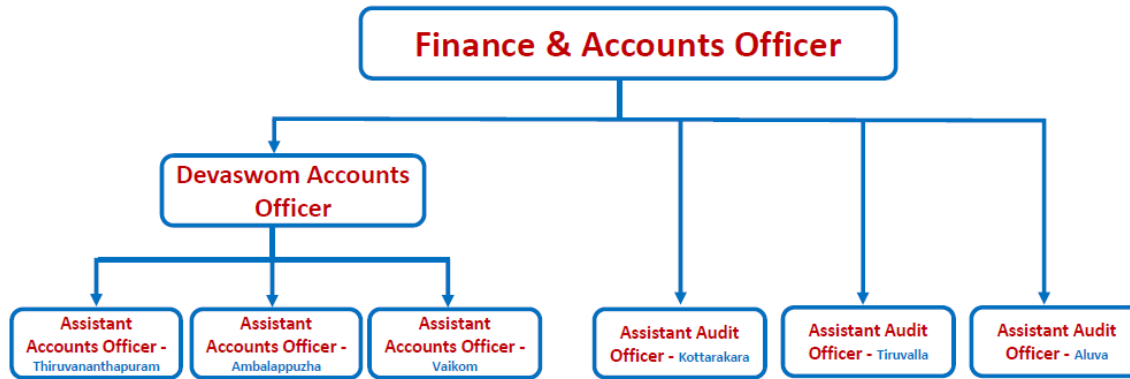 Finance & Accounts Officer
Devaswom Accounts
Officer
Assistant
Accounts Officer -
Thiruvananthapuram
Assistant
Accounts Officer -
Ambalappuzha
Assistant
Accounts Officer -
Vaikom
Assistant Audit
Officer - Kottarakara
Assistant Audit
Officer - Tiruvalla
Assistant Audit
Officer - Aluva